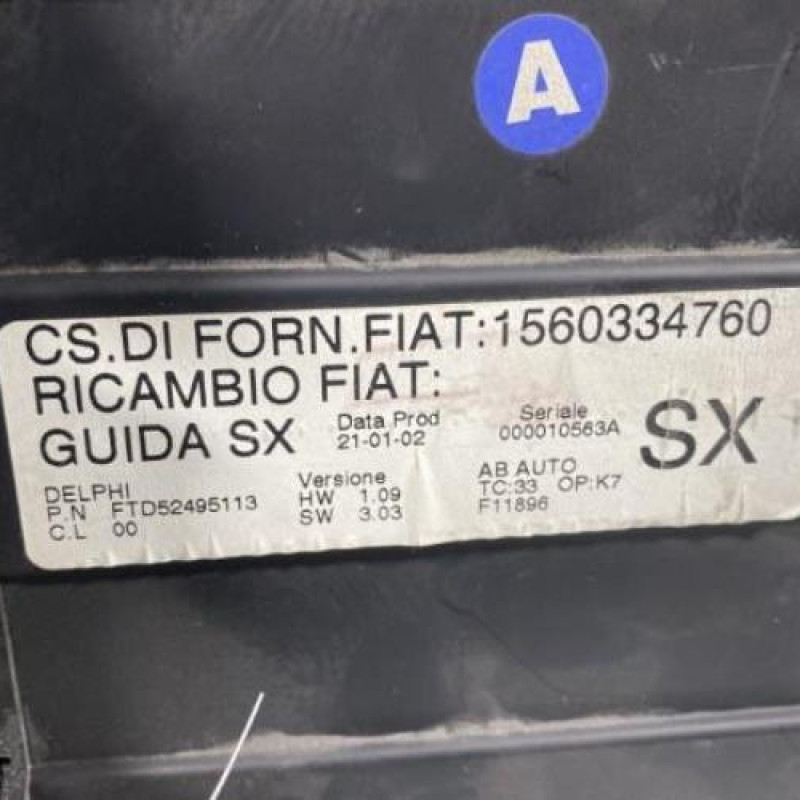 A
CS.DI FORN.FIAT:1560334760
RICAMBIO FIAT:
GUIDA SX
Data Prod
21-01-02
Seriale
000010563A
SX
DELPHI
P.N FTD52495113
C.L 00
Versione
HW 1.09
SW 3.03
AB AUTO
TC:33 OP:K7
F11896